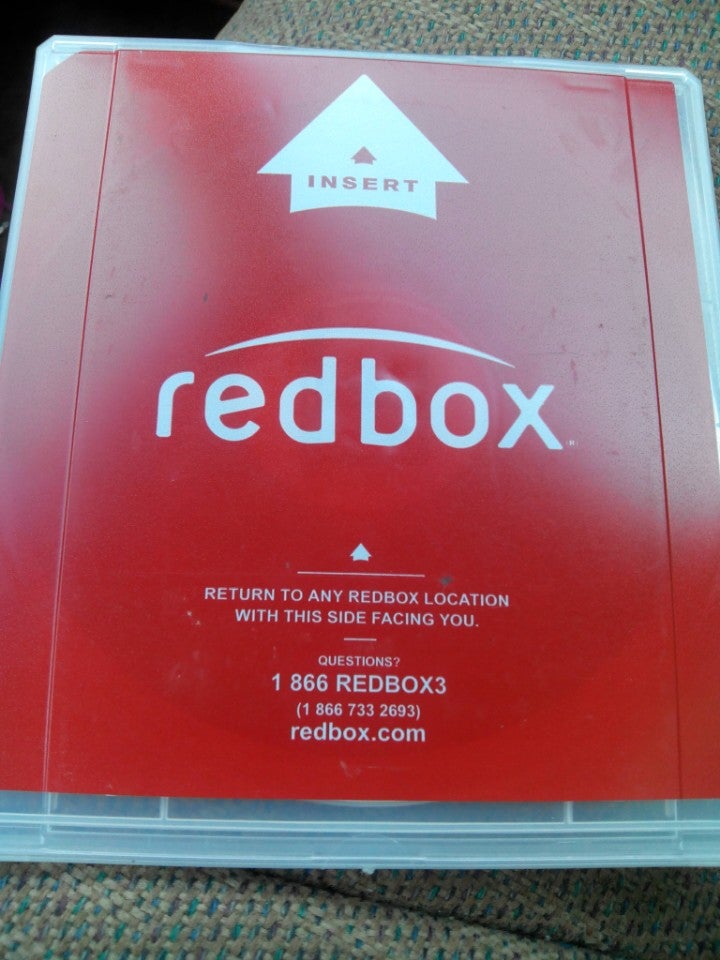 INSERT
redbox
RETURN TO ANY REDBOX LOCATION
WITH THIS SIDE FACING YOU.
QUESTIONS?
1 866 REDBOX3
(1 866 733 2693)
redbox.com